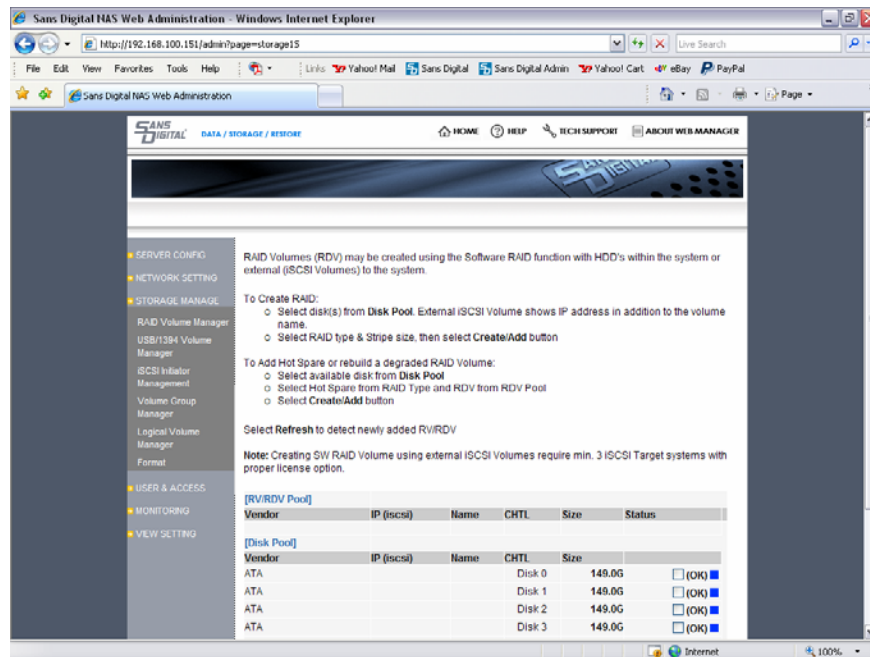 Sans Digital NAS Web Administration - Windows Internet Explorer
http://192.168.100.151/admin?page=storage15
Live Search
File Edit View Favorites Tools Help
Links Yahoo! Mail Sans Digital Sans Digital Admin Yahoo! Cart eBay PayPal
Sans Digital NAS Web Administration
Page
SANS DIGITAL
DATA / STORAGE / RESTORE
HOME HELP TECH SUPPORT ABOUT WEB MANAGER
SANS DIGITAL
SERVER CONFIG
NETWORK SETTING
STORAGE MANAGE
RAID Volume Manager
USB/1394 Volume
Manager
iSCSI Initiator
Management
Volume Group
Manager
Logical Volume
Manager
Format
USER & ACCESS
MONITORING
VIEW SETTING
RAID Volumes (RDV) may be created using the Software RAID function with HDD's within the system or
external (iSCSI Volumes) to the system.
To Create RAID:
Select disk(s) from Disk Pool. External iSCSI Volume shows IP address in addition to the volume
name.
Select RAID type & Stripe size, then select Create/Add button
To Add Hot Spare or rebuild a degraded RAID Volume:
Select available disk from Disk Pool
Select Hot Spare from RAID Type and RDV from RDV Pool
Select Create/Add button
Select Refresh to detect newly added RV/RDV
Note: Creating SW RAID Volume using external iSCSI Volumes require min. 3 iSCSI Target systems with
proper license option.
[RV/RDV Pool]
Vendor IP (iscsi) Name CHTL Size Status
[Disk Pool]
Vendor IP (iscsi) Name CHTL Size
ATA Disk 0 149.0G (OK)
ATA Disk 1 149.0G (OK)
ATA Disk 2 149.0G (OK)
ATA Disk 3 149.0G (OK)
Internet 100%